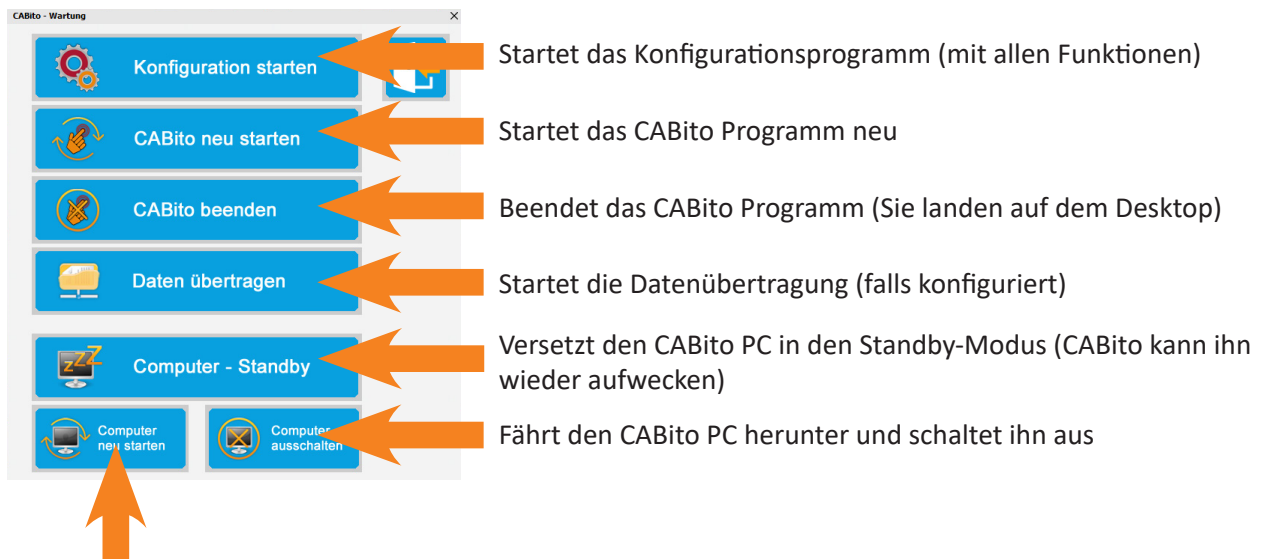 CABito - Wartung
Konfiguration starten
Startet das Konfigurationsprogramm (mit allen Funktionen)
CABito neu starten
Startet das CABito Programm neu
CABito beenden
Beendet das CABito Programm (Sie landen auf dem Desktop)
Daten übertragen
Startet die Datenübertragung (falls konfiguriert)
zZZ
Computer - Standby
Versetzt den CABito PC in den Standby-Modus (CABito kann ihn
wieder aufwecken)
Computer
neu starten
Computer
ausschalten
Fährt den CABito PC herunter und schaltet ihn aus